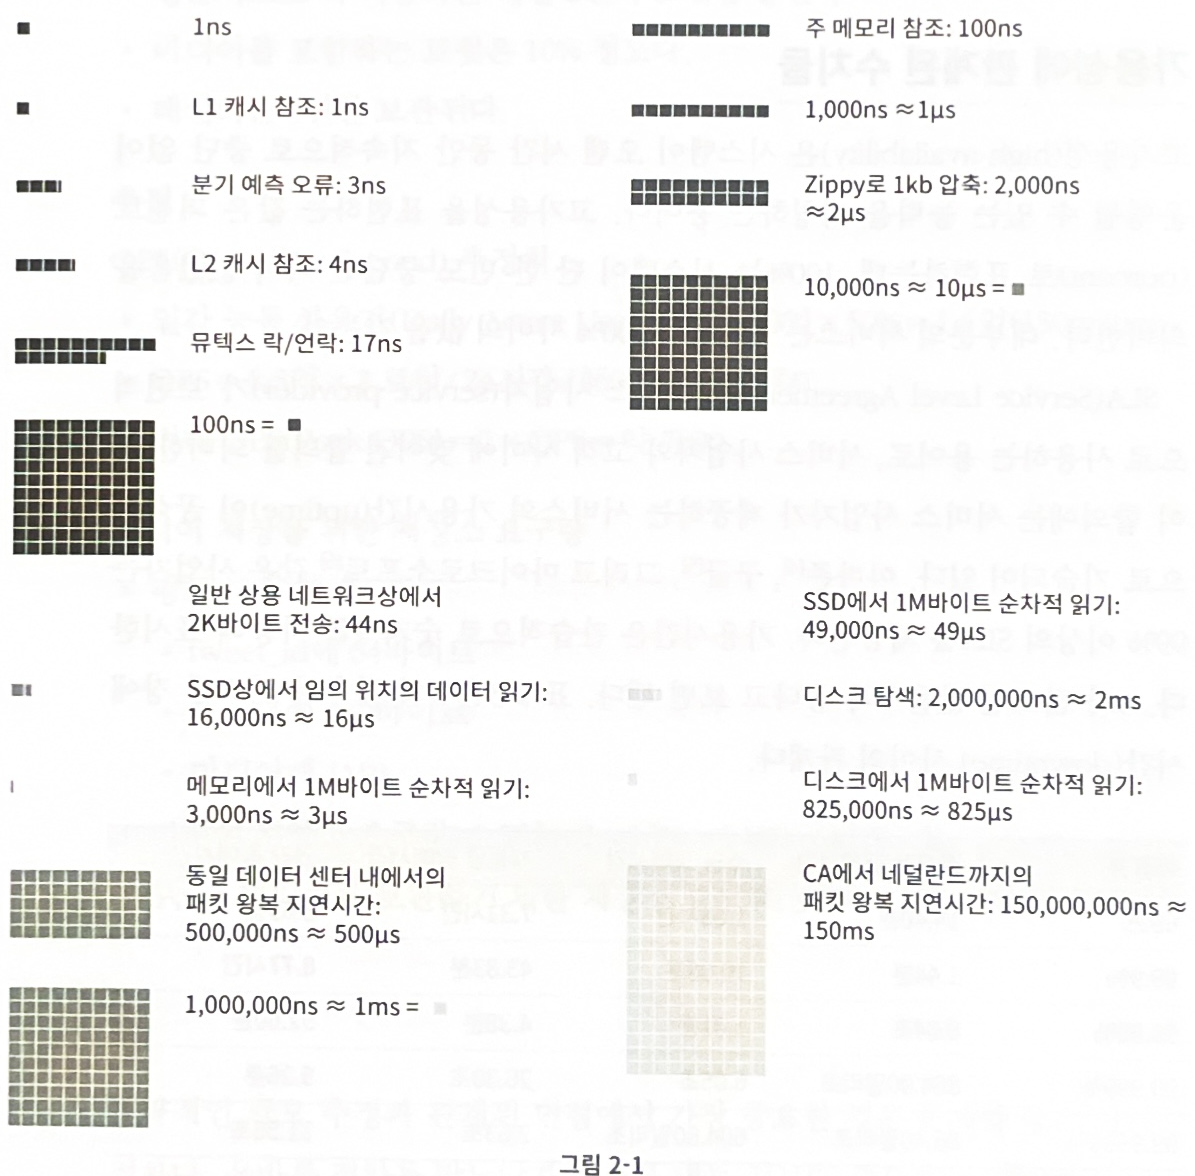 1ns
L1 캐시 참조: 1ns
분기 예측 오류: 3ns
L2 캐시 참조: 4ns
뮤텍스 락/언락: 17ns
100ns =
주 메모리 참조: 100ns
1,000ns ≈1μs
Zippy로 1kb 압축: 2,000ns
≈2μs
10,000ns ≈ 10μs =
일반 상용 네트워크상에서
2K바이트 전송: 44ns
SSD상에서 임의 위치의 데이터 읽기:
16,000ns ≈ 16μs
메모리에서 1M바이트 순차적 읽기:
3,000ns ≈ 3μs
동일 데이터 센터 내에서의
패킷 왕복 지연시간:
500,000ns ≈ 500μs
1,000,000ns ≈ 1ms =
SSD에서 1M바이트 순차적 읽기:
49,000ns ≈ 49μs
디스크 탐색: 2,000,000ns ≈ 2ms
디스크에서 1M바이트 순차적 읽기:
825,000ns ≈ 825μs
CA에서 네덜란드까지의
패킷 왕복 지연시간: 150,000,000ns ≈
150ms
그림 2-1